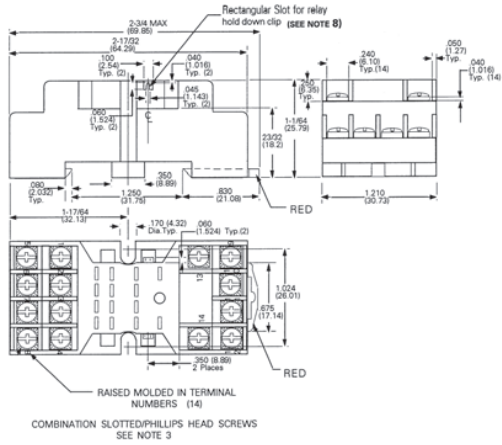 Rectangular Slot for relay
hold down clip (SEE NOTE 8)
2-3/4 MAX
(69.85)
2-17/32
(64.29)
.100
(2.54)
Typ. (2)
.040
(1.016)
Typ. (2)
.045
(1.143)
Typ. (2)
.060
(1.524)
Typ. (2)
C
L
23/32
(18.2)
1-1/64
(25.79)
.080
(2.032)
Typ.
1.250
(31.75)
.350
(8.89)
.830
(21.08)
RED
.240
(6.10)
Typ.(14)
.050
(1.27)
Typ.
.040
(1.016)
Typ. (14)
.250
(6.35)
Typ.
1.210
(30.73)
1-17/64
(32.13)
.170 (4.32)
Dia.Typ.
.060
(1.524) Typ.(2)
13
14
1.024
(26.01)
.675
(17.14)
.350 (8.89)
2 Places
RED
RAISED MOLDED IN TERMINAL
NUMBERS (14)
COMBINATION SLOTTED/PHILLIPS HEAD SCREWS
SEE NOTE 3